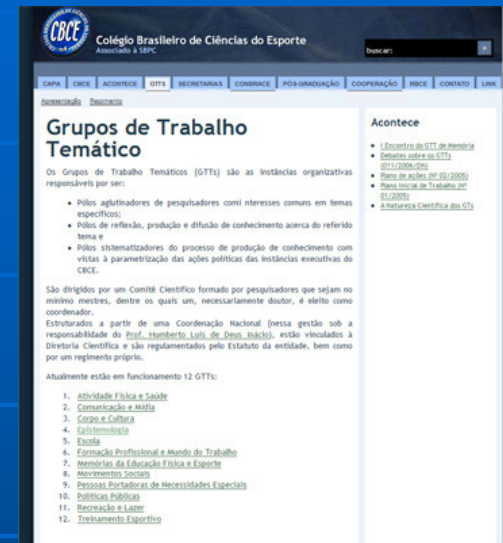 CBCE
Colégio Brasileiro de Ciências do Esporte
Associado à SBPC
buscar:
CAPA CBCE ACONTECE GTTS SECRETARIAS CONBRACE PÓS-GRADUAÇÃO COOPERAÇÃO RBCE CONTATO LINK
Apresentação Regimento
Grupos de Trabalho
Temático
Os Grupos de Trabalho Temáticos (GTTs) são as instâncias organizativas
responsáveis por ser:
Pólos aglutinadores de pesquisadores comi nteresses comuns em temas
específicos;
Pólos de reflexão, produção e difusão de conhecimento acerca do referido
tema e
Pólos sistematizadores do processo de produção de conhecimento com
vistas à parametrização das ações políticas das instâncias executivas do
CBCE.
São dirigidos por um Comitê Científico formado por pesquisadores que sejam no
mínimo mestres, dentre os quais um, necessariamente doutor, é eleito como
coordenador.
Estruturados a partir de uma Coordenação Nacional (nessa gestão sob a
responsabilidade do Prof. Humberto Luís de Deus Inácio), estão vinculados à
Diretoria Científica e são regulamentados pelo Estatuto da entidade, bem como
por um regimento próprio.
Atualmente estão em funcionamento 12 GTTs:
1. Atividade Física e Saúde
2. Comunicação e Mídia
3. Corpo e Cultura
4. Epistemologia
5. Escola
6. Formação Profissional e Mundo do Trabalho
7. Memórias da Educação Física e Esporte
8. Movimentos Sociais
9. Pessoas Portadoras de Necessidades Especiais
10. Políticas Públicas
11. Recreação e Lazer
12. Treinamento Esportivo
Acontece
I Encontro do GTT de Memória
Debates sobre os GTTs
(011/2006/DN)
Plano de ações (Nº 02/2005)
Plano Inicial de Trabalho (Nº
01/2005)
A Natureza Científica dos GTs